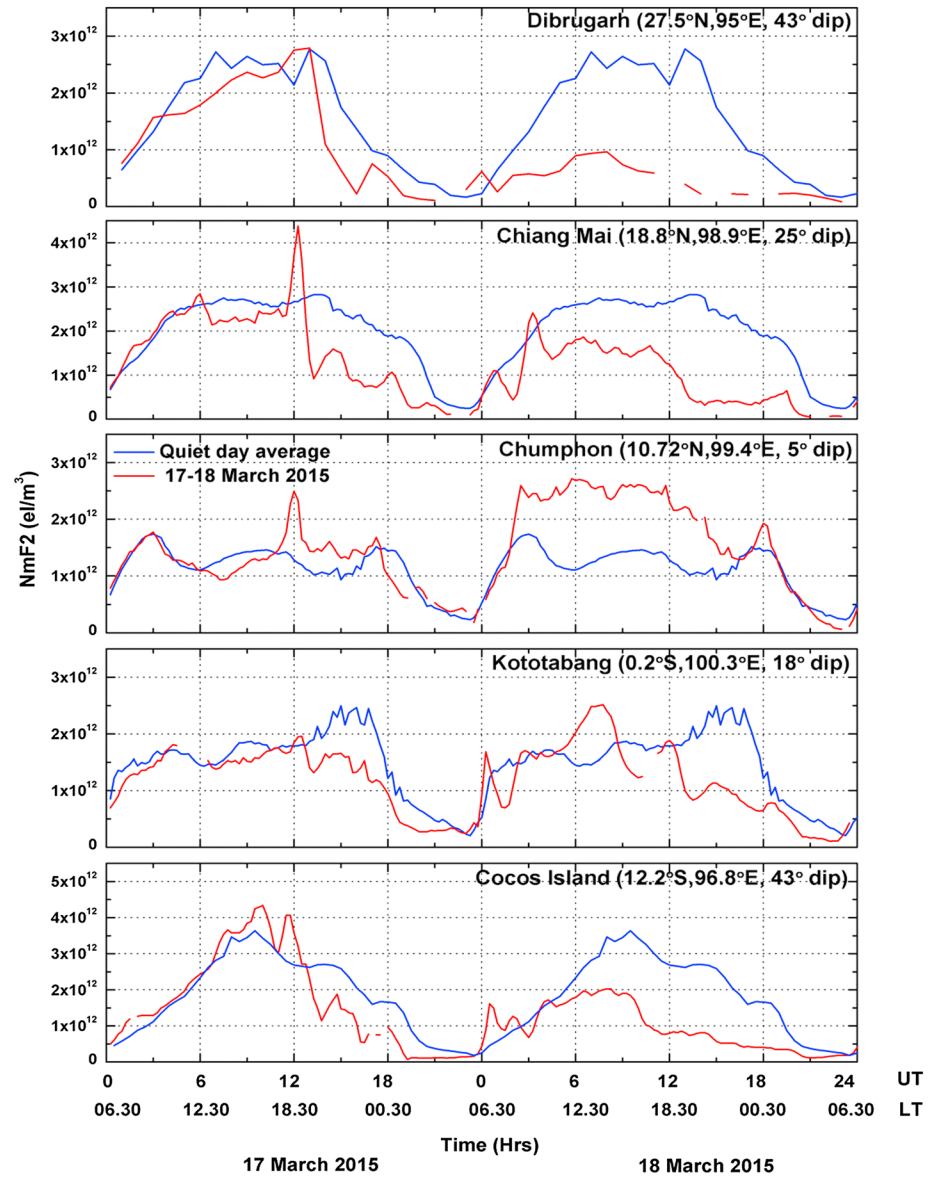 Dibrugarh (27.5°N,95°E, 43° dip)
3x10¹²
2x10¹²
1x10¹²
0
Chiang Mai (18.8°N,98.9°E, 25° dip)
4x10¹²
3x10¹²
2x10¹²
1x10¹²
0
Chumphon (10.72°N,99.4°E, 5° dip)
Quiet day average
17-18 March 2015
3x10¹²
2x10¹²
1x10¹²
0
NmF2 (el/m³)
Kototabang (0.2°S,100.3°E, 18° dip)
3x10¹²
2x10¹²
1x10¹²
0
Cocos Island (12.2°S,96.8°E, 43° dip)
5x10¹²
4x10¹²
3x10¹²
2x10¹²
1x10¹²
0
0 6 12 18 0 6 12 18 24 UT
06.30 12.30 18.30 00.30 06.30 12.30 18.30 00.30 06.30 LT
Time (Hrs)
17 March 2015 18 March 2015